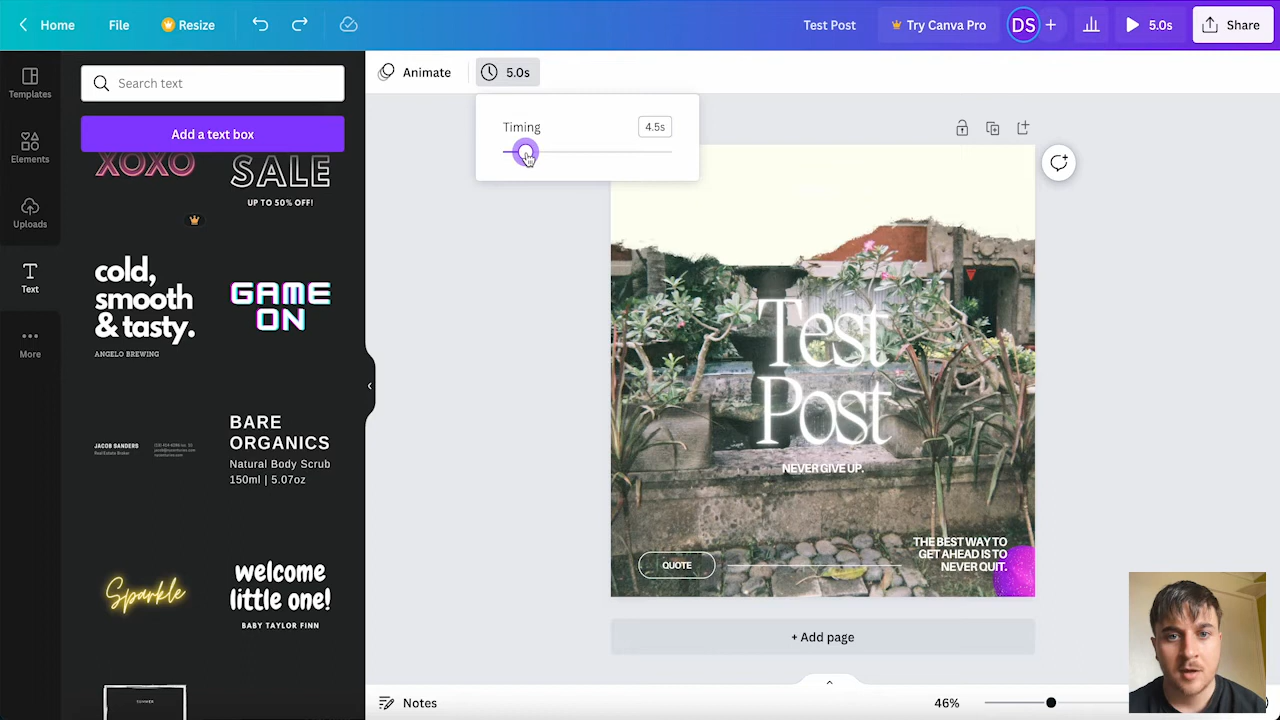 Home
File
Resize
Test Post
Try Canva Pro
DS
+
5.0s
Share
Templates
Elements
Uploads
Text
More
Search text
Add a text box
XOXO
SALE
UP TO 50% OFF!
cold,
smooth
& tasty.
ANGELO BREWING
GAME
ON
JACOB SANDERS
Real Estate Broker
BARE
ORGANICS
Natural Body Scrub
150ml | 5.07oz
Sparkle
welcome
little one!
BABY TAYLOR FINN
SUMMER
Animate
5.0s
Timing
4.5s
Test
Post
NEVER GIVE UP.
QUOTE
THE BEST WAY TO
GET AHEAD IS TO
NEVER QUIT.
+ Add page
Notes
46%